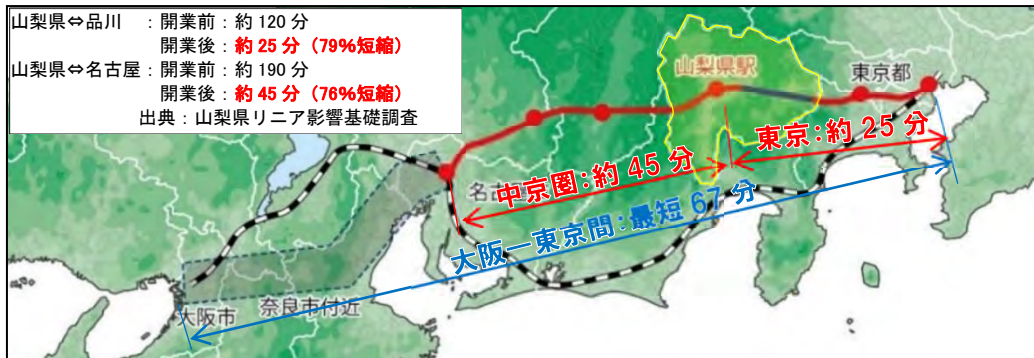 山梨県⇔品川 ：開業前：約 120 分
開業後：約 25 分（79%短縮）
山梨県⇔名古屋：開業前：約 190 分
開業後：約 45 分（76%短縮）
出典：山梨県リニア影響基礎調査
山梨県駅
東京都
東京：約 25 分
中京圏：約 45 分
名古
大阪ー東京間：最短 67 分
大阪市
奈良市付近